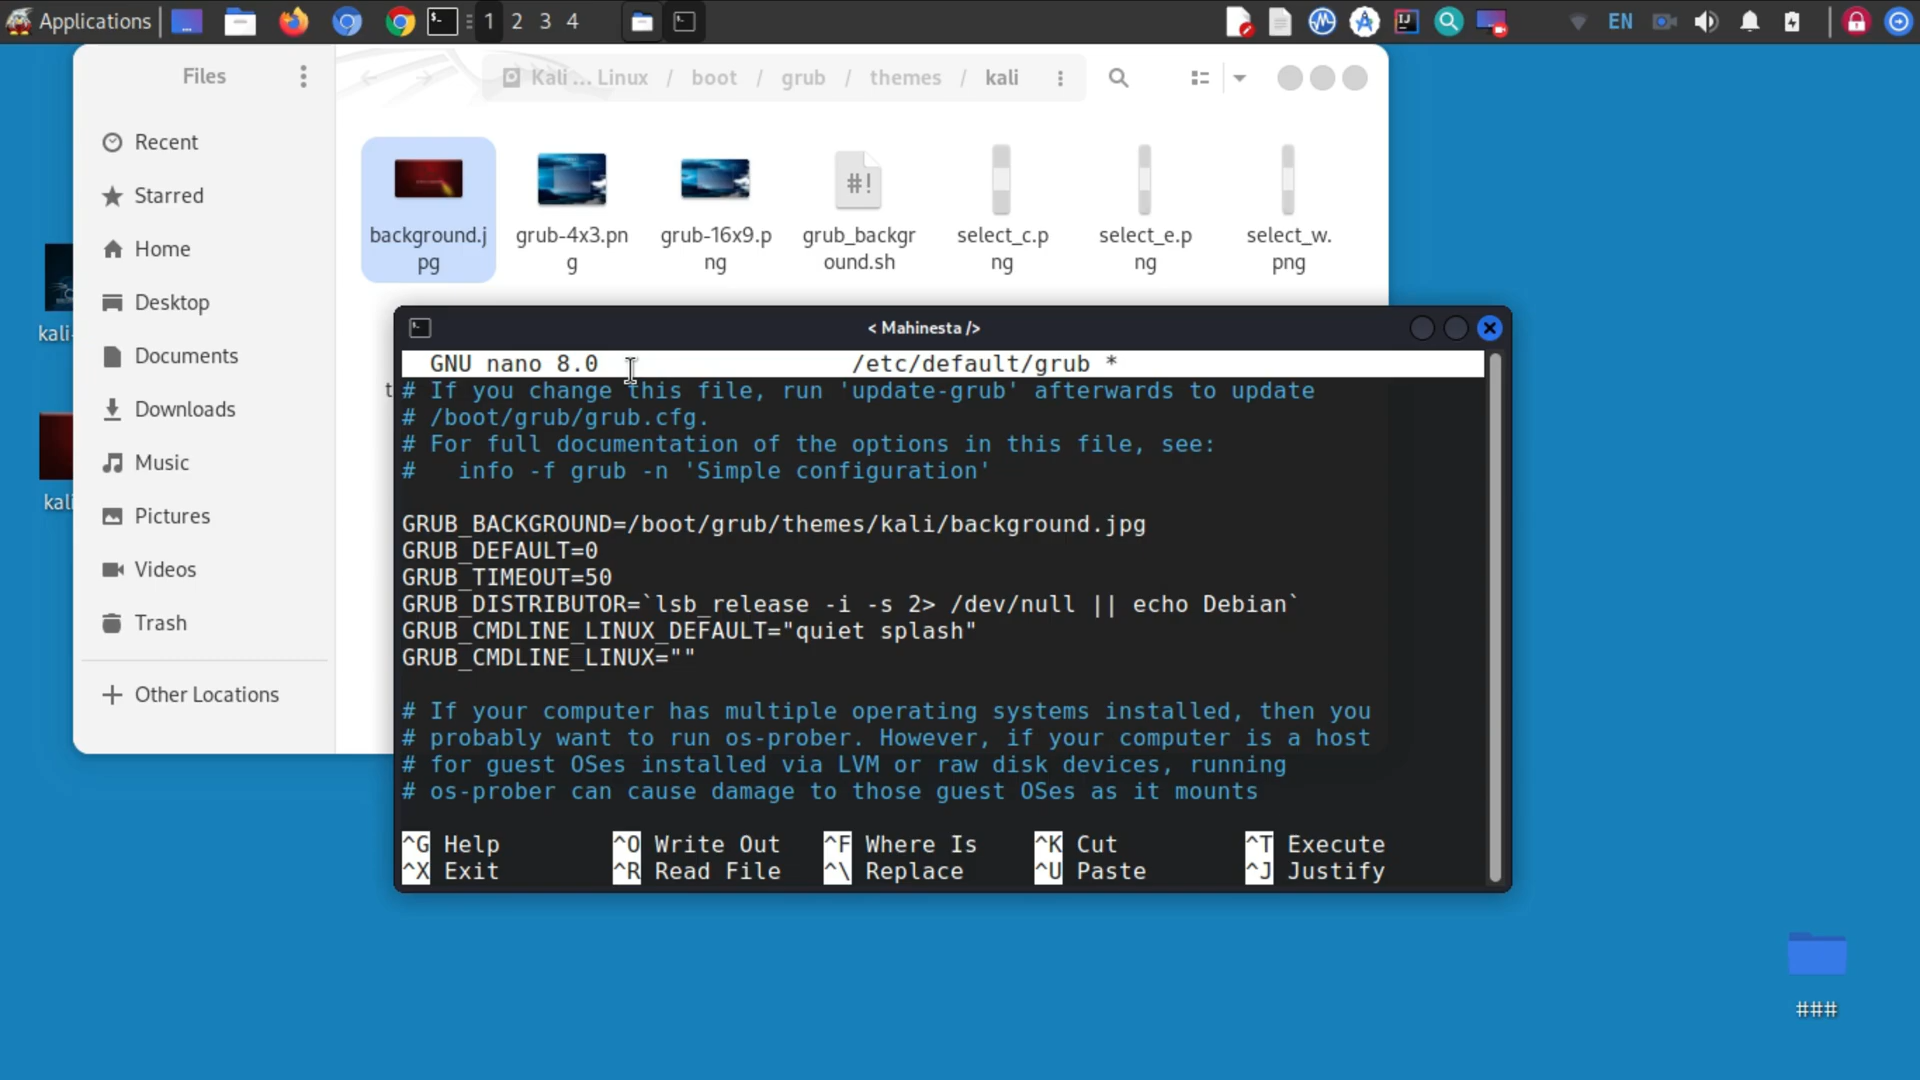 Applications
1 2 3 4
EN
Files
Kali ... Linux / boot / grub / themes / kali
Recent
Starred
Home
Desktop
Documents
Downloads
Music
Pictures
Videos
Trash
Other Locations
background.j
pg
grub-4x3.pn
g
grub-16x9.p
ng
grub_backgr
ound.sh
select_c.p
ng
select_e.p
ng
select_w.
png
kali-
kali
t
< Mahinesta />
GNU nano 8.0 /etc/default/grub *
# If you change this file, run 'update-grub' afterwards to update
# /boot/grub/grub.cfg.
# For full documentation of the options in this file, see:
#   info -f grub -n 'Simple configuration'
GRUB_BACKGROUND=/boot/grub/themes/kali/background.jpg
GRUB_DEFAULT=0
GRUB_TIMEOUT=50
GRUB_DISTRIBUTOR=`lsb_release -i -s 2> /dev/null || echo Debian`
GRUB_CMDLINE_LINUX_DEFAULT="quiet splash"
GRUB_CMDLINE_LINUX=""
# If your computer has multiple operating systems installed, then you
# probably want to run os-prober. However, if your computer is a host
# for guest OSes installed via LVM or raw disk devices, running
# os-prober can cause damage to those guest OSes as it mounts
^G Help ^O Write Out ^F Where Is ^K Cut ^T Execute
^X Exit ^R Read File ^\ Replace ^U Paste ^J Justify
###